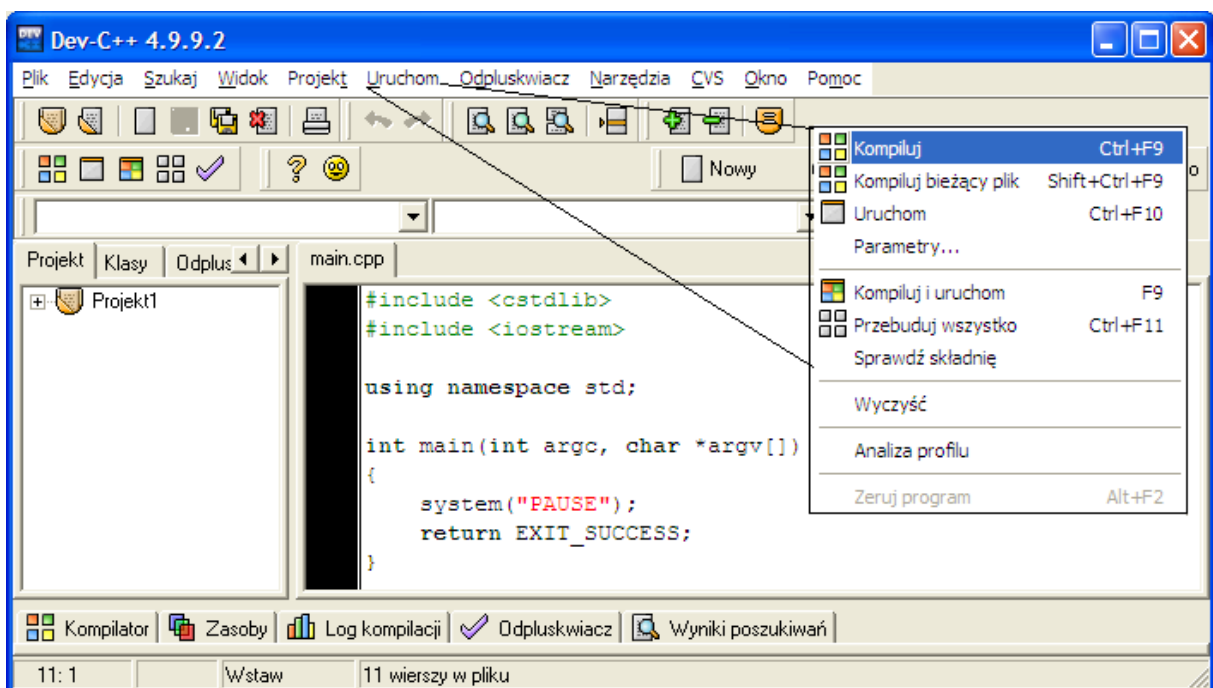 Dev-C++ 4.9.9.2
Plik Edycja Szukaj Widok Projekt Uruchom Odpluskwiacz Narzędzia CVS Okno Pomoc
Nowy
Kompiluj Ctrl+F9
Kompiluj bieżący plik Shift+Ctrl+F9
Uruchom Ctrl+F10
Parametry...
Kompiluj i uruchom F9
Przebuduj wszystko Ctrl+F11
Sprawdź składnię
Wyczyść
Analiza profilu
Zeruj program Alt+F2
Projekt Klasy Odplus
Projekt1
main.cpp
#include <cstdlib>
#include <iostream>
using namespace std;
int main(int argc, char *argv[])
{
system("PAUSE");
return EXIT_SUCCESS;
}
Kompilator Zasoby Log kompilacji Odpluskwiacz Wyniki poszukiwań
11: 1 Wstaw 11 wierszy w pliku